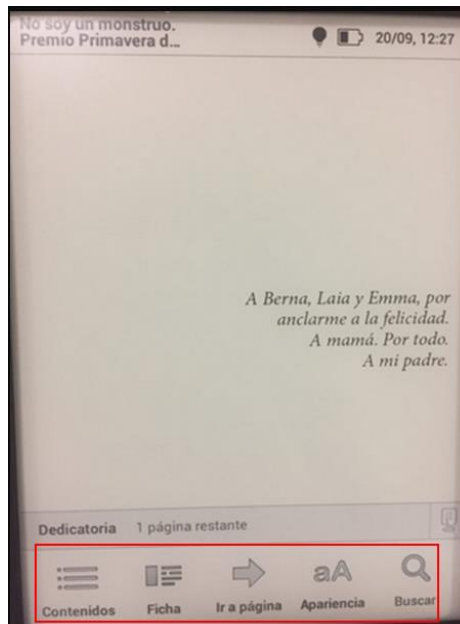 No soy un monstruo.
Premio Primavera d...
20/09, 12:27
A Berna, Laia y Emma, por
anclarme a la felicidad.
A mamá. Por todo.
A mi padre.
Dedicatoria 1 página restante
aA
Contenidos Ficha Ir a página Apariencia Buscar